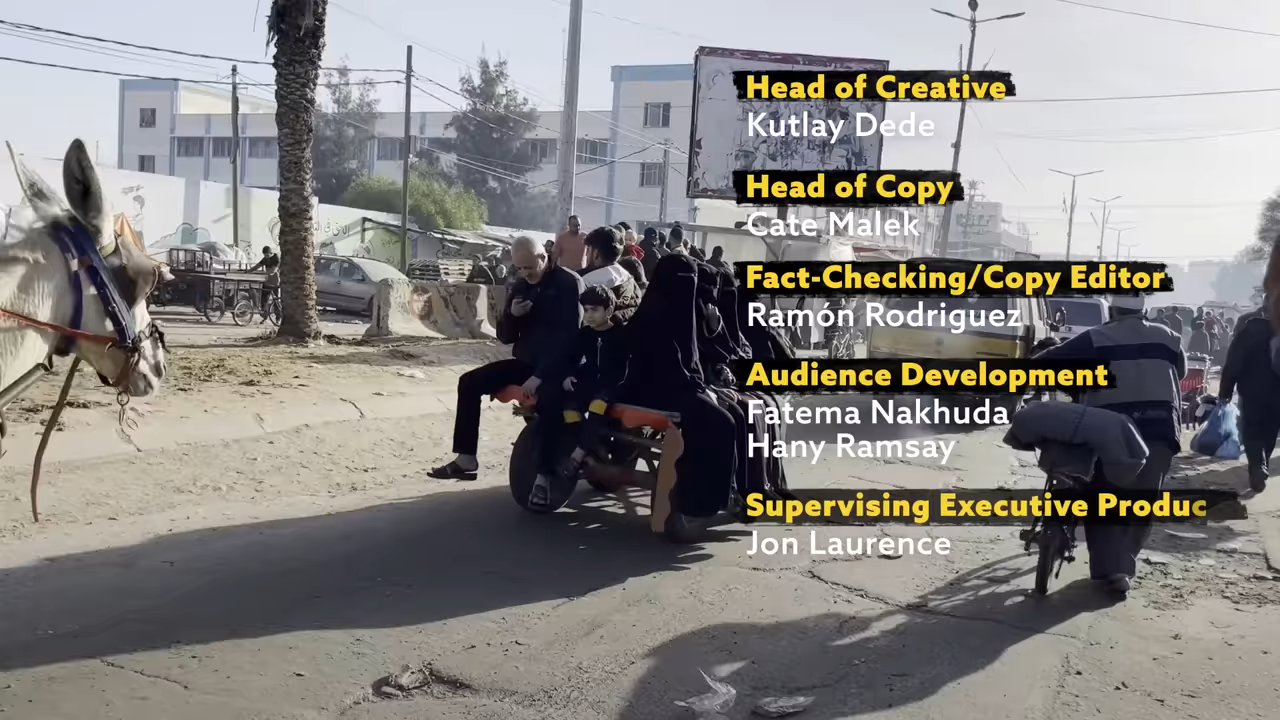 Head of Creative
Kutlay Dede
Head of Copy
Cate Malek
Fact-Checking/Copy Editor
Ramón Rodriguez
Audience Development
Fatema Nakhuda
Hany Ramsay
Supervising Executive Produc
Jon Laurence